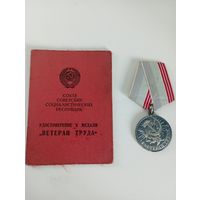 СОЮЗ
СОВЕТСКИХ
СОЦИАЛИСТИЧЕСКИХ
РЕСПУБЛИК
УДОСТОВЕРЕНИЕ К МЕДАЛИ
„ВЕТЕРАН ТРУДА“